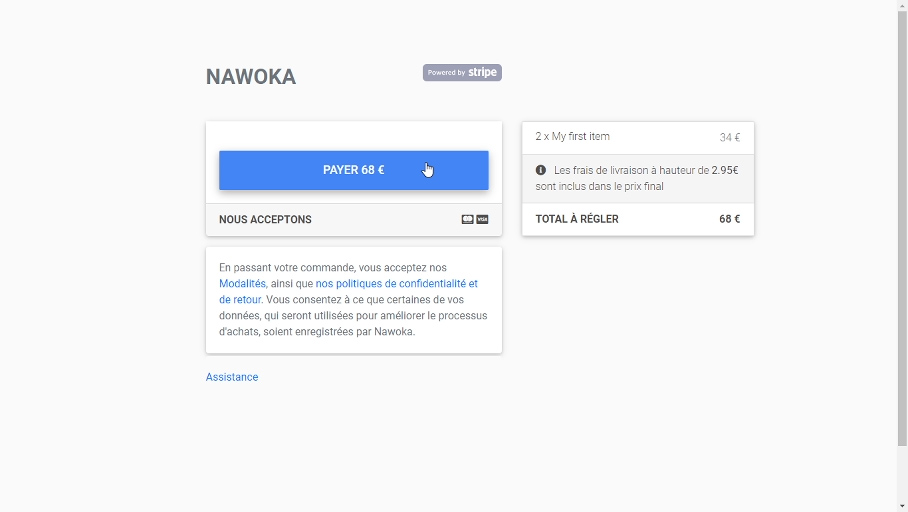 NAWOKA
Powered by stripe
PAYER 68 €
NOUS ACCEPTONS
VISA
En passant votre commande, vous acceptez nos
Modalités, ainsi que nos politiques de confidentialité et
de retour. Vous consentez à ce que certaines de vos
données, qui seront utilisées pour améliorer le processus
d'achats, soient enregistrées par Nawoka.
Assistance
2 x My first item 34 €
Les frais de livraison à hauteur de 2.95€
sont inclus dans le prix final
TOTAL À RÉGLER 68 €